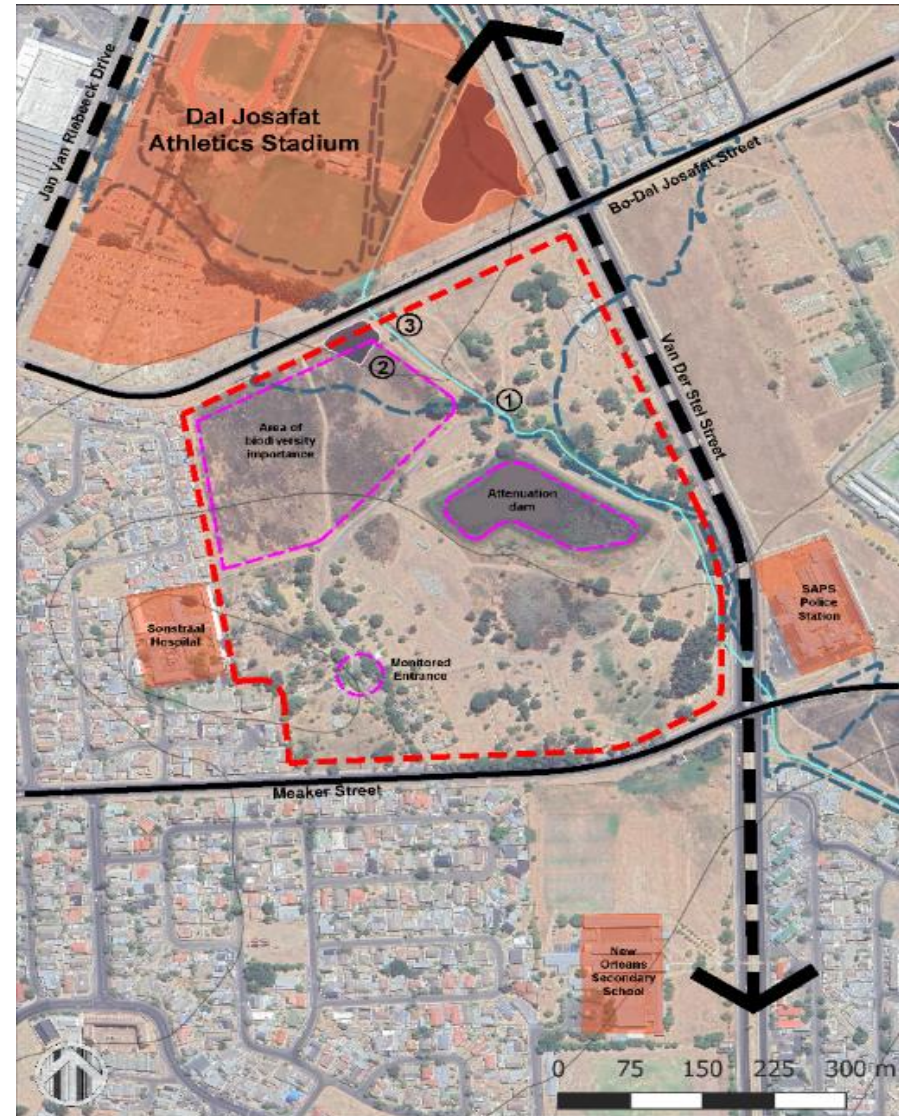 Jan Van Riebeeck Drive
Dal Josafat
Athletics Stadium
Bo-Dal Josafat Street
Van Der Stel Street
3
2
1
Area of
biodiversity
importance
Attenuation
dam
SAPS
Police
Station
Sonstraal
Hospital
Monitored
Entrance
Meaker Street
New
Orleans
Secondary
School
0 75 150 225 300 m